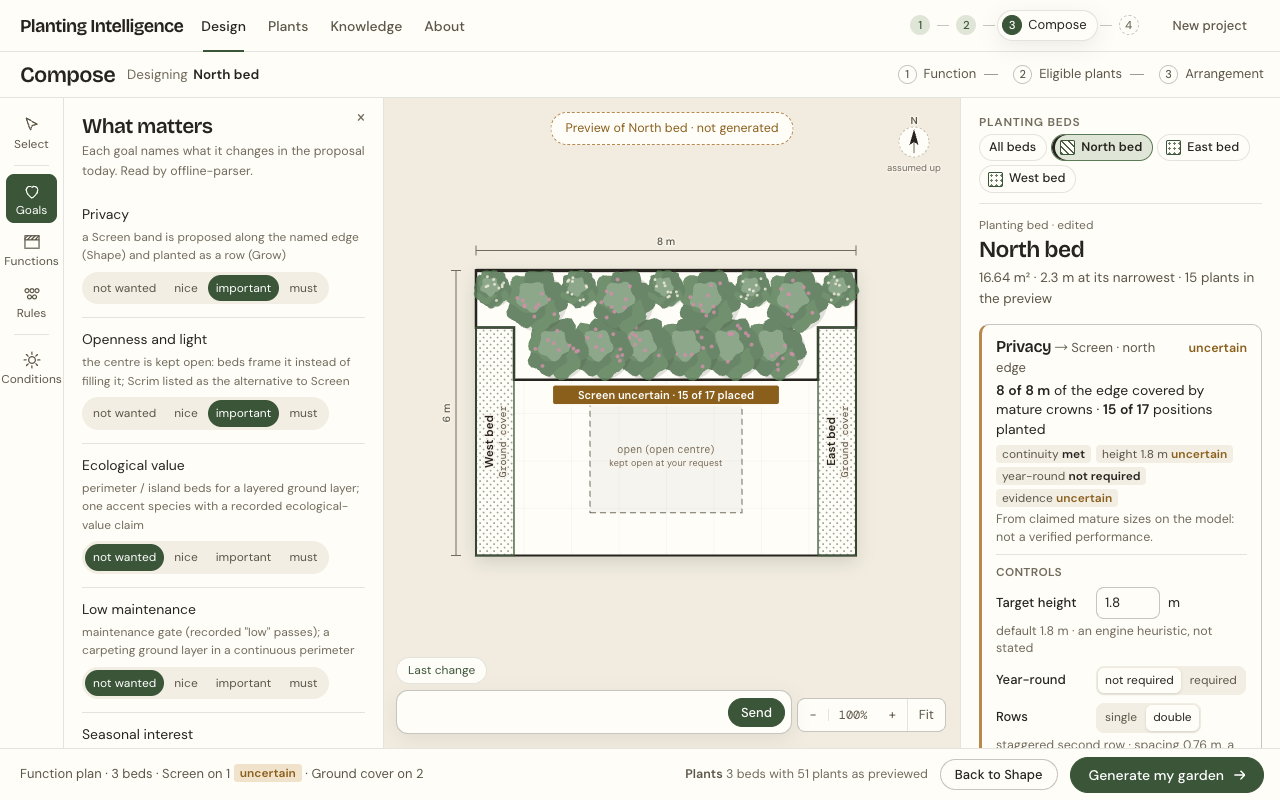 Planting Intelligence Design Plants Knowledge About 1 2 3 Compose 4 New project
Compose Designing North bed 1 Function 2 Eligible plants 3 Arrangement
Select
Goals
Functions
Rules
Conditions
What matters
×
Each goal names what it changes in the proposal
today. Read by offline-parser.
Privacy
a Screen band is proposed along the named edge
(Shape) and planted as a row (Grow)
not wanted nice important must
Openness and light
the centre is kept open: beds frame it instead of
filling it; Scrim listed as the alternative to Screen
not wanted nice important must
Ecological value
perimeter / island beds for a layered ground layer;
one accent species with a recorded ecological-
value claim
not wanted nice important must
Low maintenance
maintenance gate (recorded "low" passes); a
carpeting ground layer in a continuous perimeter
not wanted nice important must
Seasonal interest
Preview of North bed · not generated
N
assumed up
8 m
6 m
Screen uncertain · 15 of 17 placed
West bed
Ground cover
open (open centre)
kept open at your request
East bed
Ground cover
Last change
Send
− 100% + Fit
PLANTING BEDS
All beds North bed East bed
West bed
Planting bed · edited
North bed
16.64 m² · 2.3 m at its narrowest · 15 plants in
the preview
Privacy → Screen · north
edge
uncertain
8 of 8 m of the edge covered by
mature crowns · 15 of 17 positions
planted
continuity met height 1.8 m uncertain
year-round not required
evidence uncertain
From claimed mature sizes on the model:
not a verified performance.
CONTROLS
Target height 1.8 m
default 1.8 m · an engine heuristic, not
stated
Year-round not required required
Rows single double
staggered second row · spacing 0.76 m, a
Function plan · 3 beds · Screen on 1 uncertain · Ground cover on 2
Plants 3 beds with 51 plants as previewed Back to Shape Generate my garden →